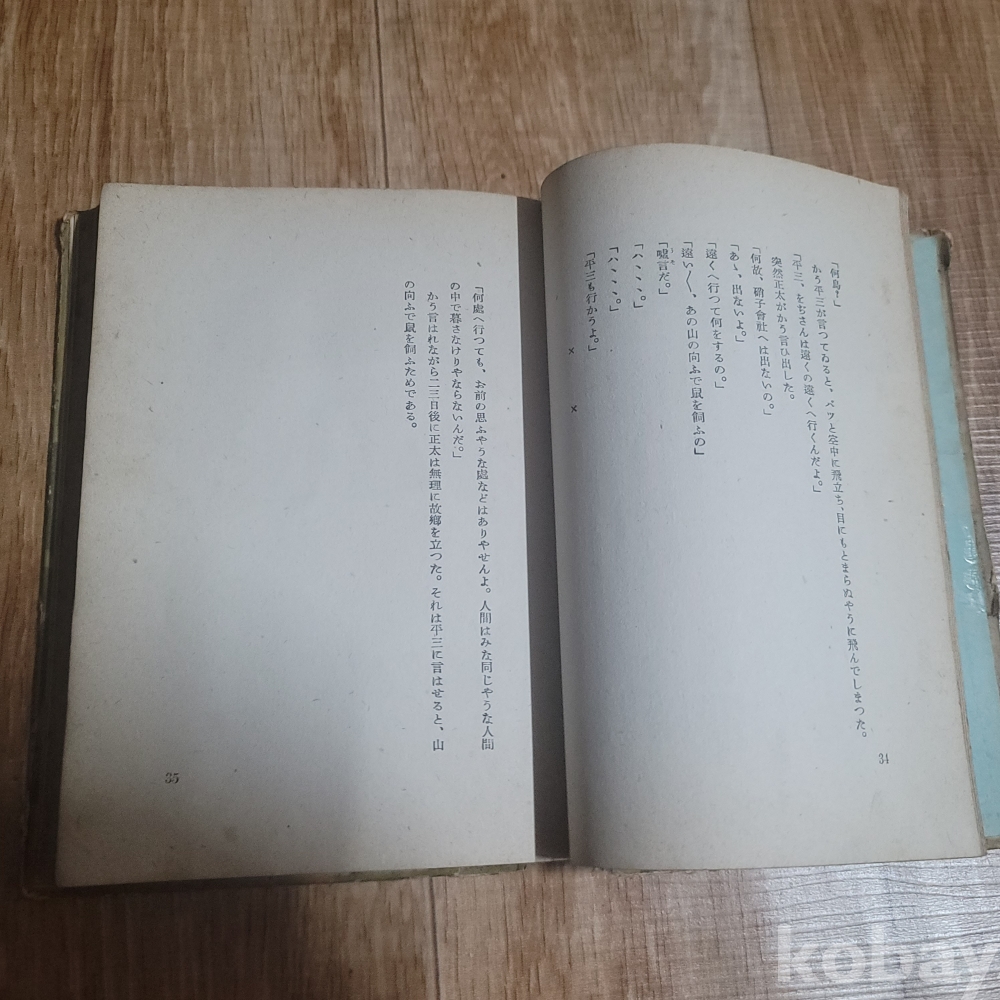 「何鳥？」
かう平三が言つてゐると、パツと空中に飛立ち、目にもとまらぬやうに飛んでしまつた。
「平三、をぢさんは遠くの遠くへ行くんだよ。」
突然正太がかう言ひ出した。
「何故、硝子會社へは出ないの。」
「あゝ、出ないよ。」
「遠くへ行つて何をするの。」
「遠い〱、あの山の向ふで鼠を飼ふの」
「嘘言だ。」
「ハヽヽヽ。」
「ハヽヽヽ。」
「平三も行かうよ。」
× ×
34
「何處へ行つても、お前の思ふやうな處などはありやせんよ。人間はみな同じやうな人間
の中で暮さなけりやならないんだ。」
かう言はれながら二三日後に正太は無理に故鄕を立つた。それは平三に言はせると、山
の向ふで鼠を飼ふためである。
35
kobay